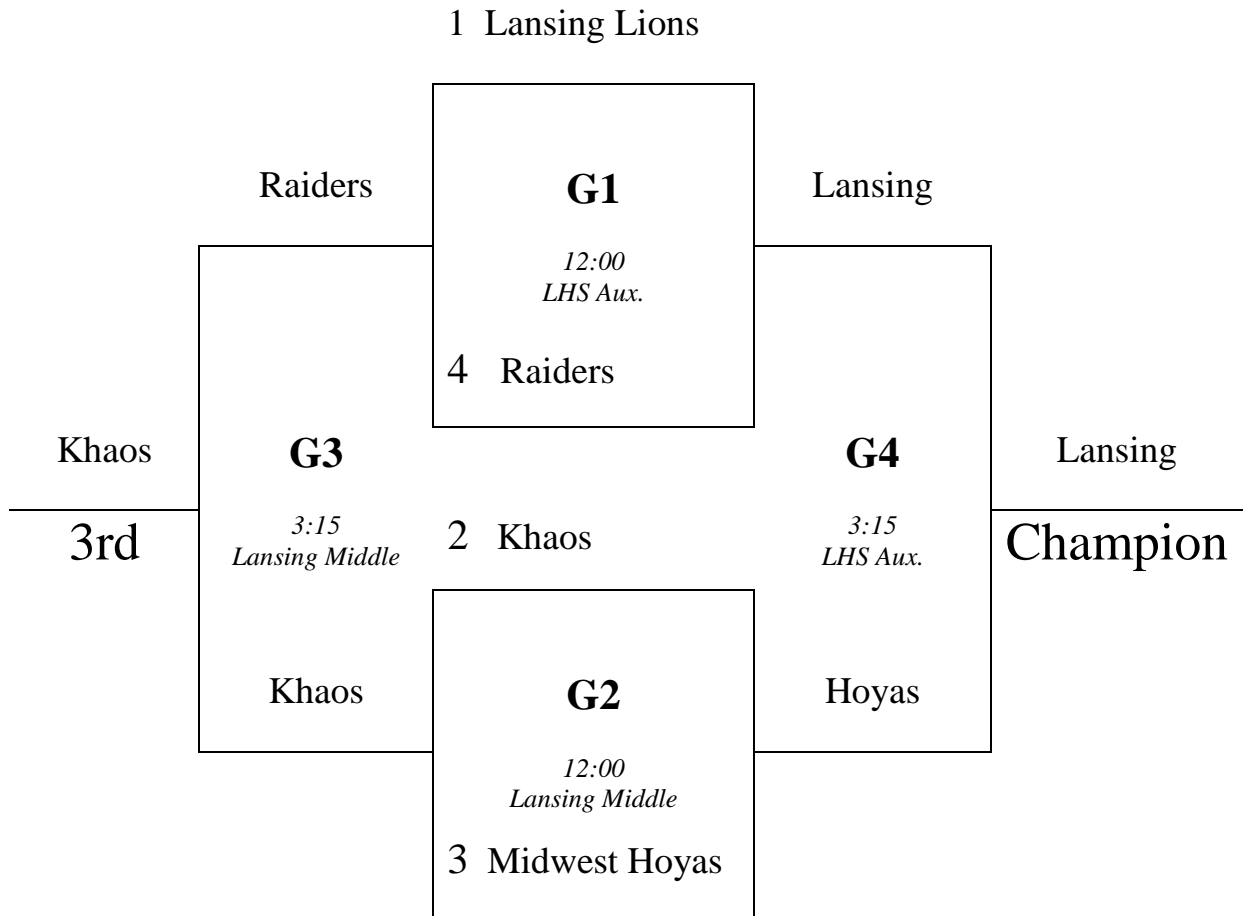 1 Lansing Lions
Raiders
G1
Lansing
12:00
LHS Aux.
4 Raiders
Khaos
G3
G4
Lansing
3rd
3:15
Lansing Middle
2 Khaos
3:15
LHS Aux.
Champion
Khaos
G2
Hoyas
12:00
Lansing Middle
3 Midwest Hoyas